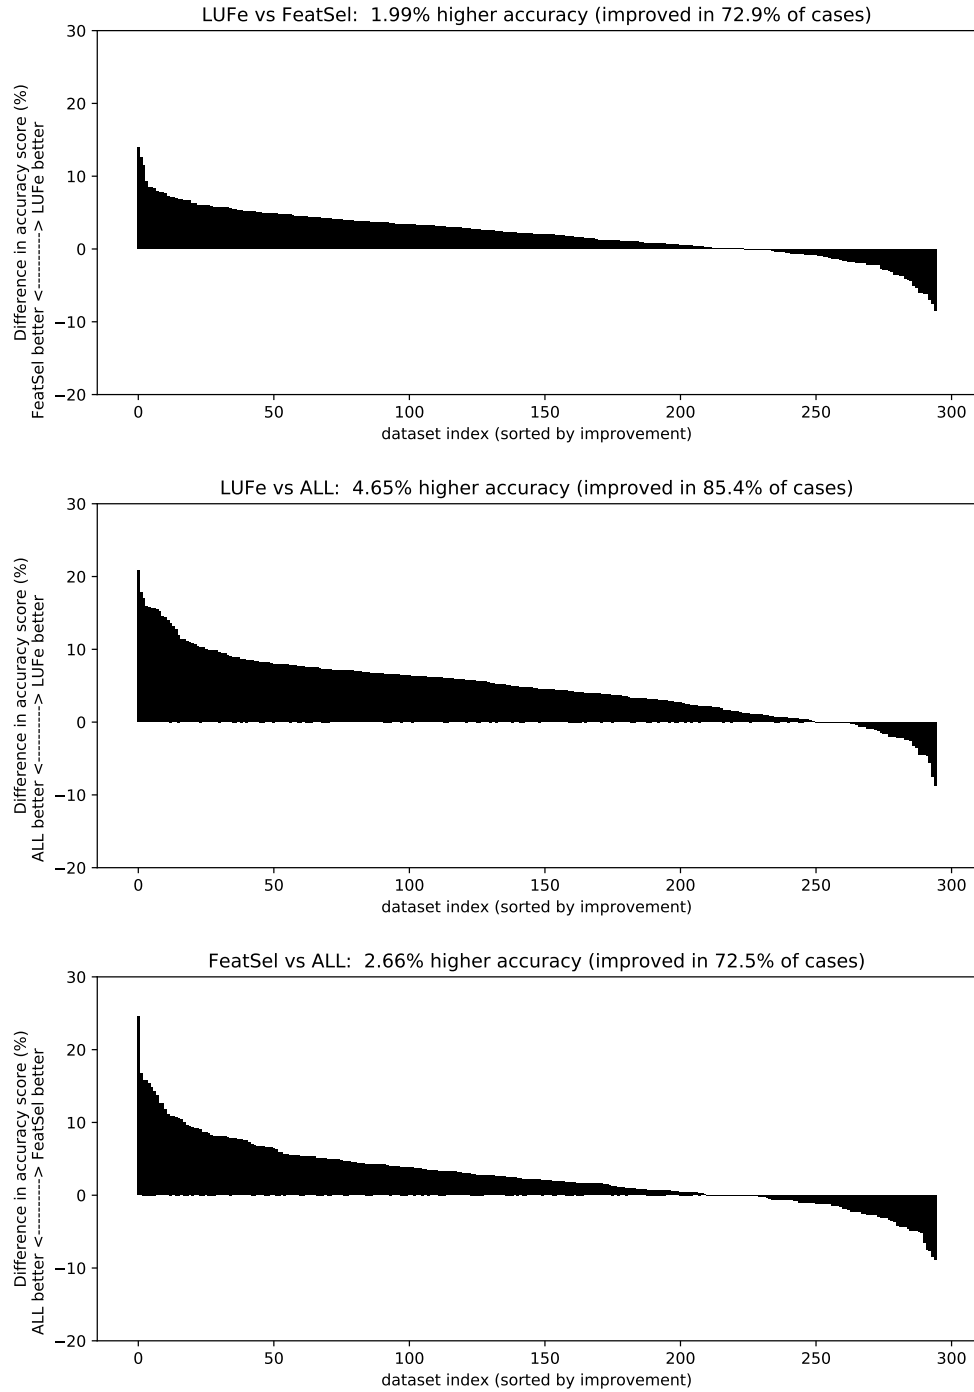 LUFe vs FeatSel:  1.99% higher accuracy (improved in 72.9% of cases)
Difference in accuracy score (%)
FeatSel better <----------> LUFe better
30
20
10
0
−10
−20
0 50 100 150 200 250 300
dataset index (sorted by improvement)
LUFe vs ALL:  4.65% higher accuracy (improved in 85.4% of cases)
Difference in accuracy score (%)
ALL better <----------> LUFe better
30
20
10
0
−10
−20
0 50 100 150 200 250 300
dataset index (sorted by improvement)
FeatSel vs ALL:  2.66% higher accuracy (improved in 72.5% of cases)
Difference in accuracy score (%)
ALL better <----------> FeatSel better
30
20
10
0
−10
−20
0 50 100 150 200 250 300
dataset index (sorted by improvement)